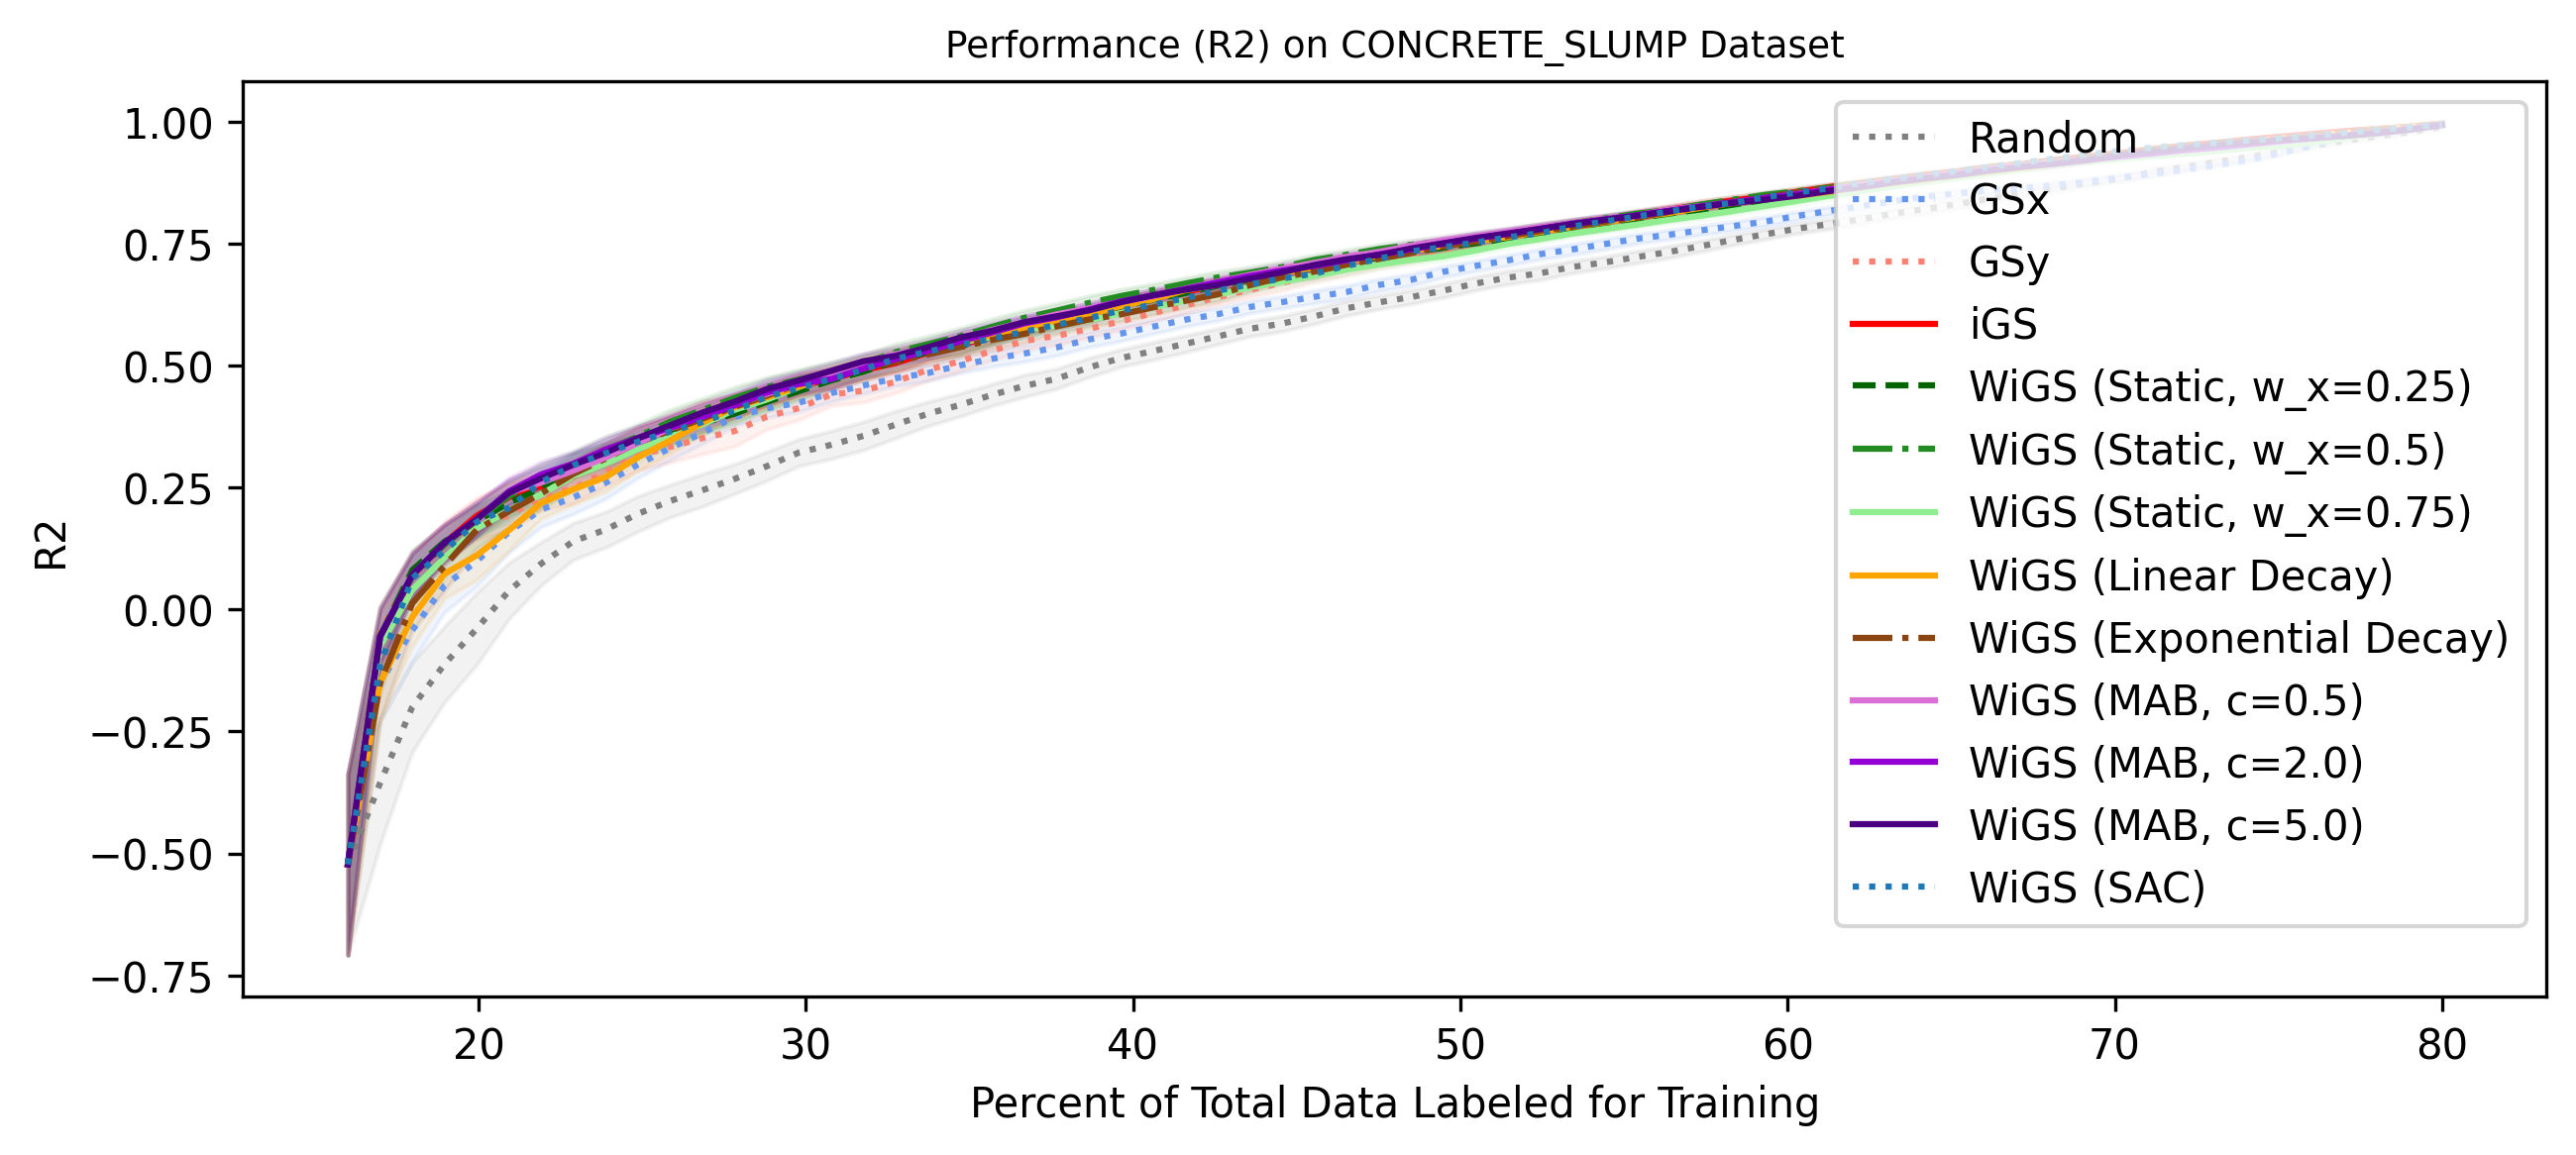 Performance (R2) on CONCRETE_SLUMP Dataset
R2
1.00
0.75
0.50
0.25
0.00
−0.25
−0.50
−0.75
20
30
40
50
60
70
80
Percent of Total Data Labeled for Training
Random
GSx
GSy
iGS
WiGS (Static, w_x=0.25)
WiGS (Static, w_x=0.5)
WiGS (Static, w_x=0.75)
WiGS (Linear Decay)
WiGS (Exponential Decay)
WiGS (MAB, c=0.5)
WiGS (MAB, c=2.0)
WiGS (MAB, c=5.0)
WiGS (SAC)